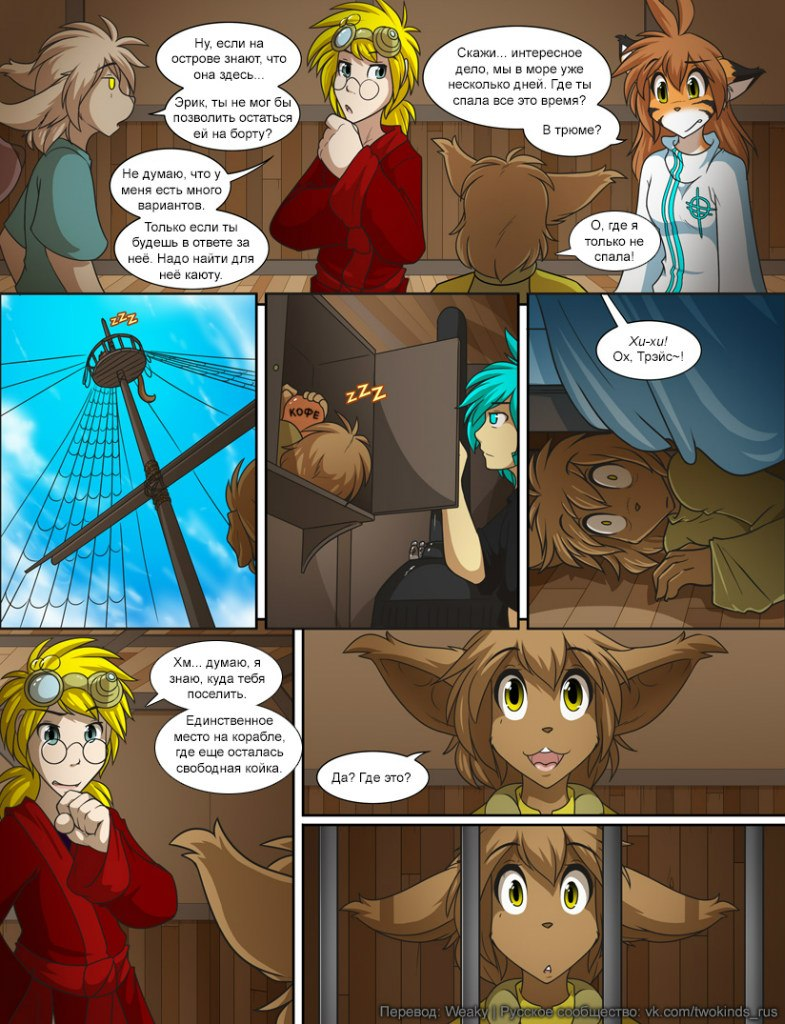 Ну, если на
острове знают, что
она здесь...
Эрик, ты не мог бы
позволить остаться
ей на борту?
Не думаю, что у
меня есть много
вариантов.
Только если ты
будешь в ответе за
неё. Надо найти для
неё каюту.
Скажи... интересное
дело, мы в море уже
несколько дней. Где ты
спала все это время?
В трюме?
О, где я
только не
спала!
zzz
КОФЕ
zzz
Хи-хи!
Ох, Трэйс~!
Хм... думаю, я
знаю, куда тебя
поселить.
Единственное
место на корабле,
где еще осталась
свободная койка.
Да? Где это?
Перевод: Weaky | Русское сообщество: vk.com/twokinds_rus